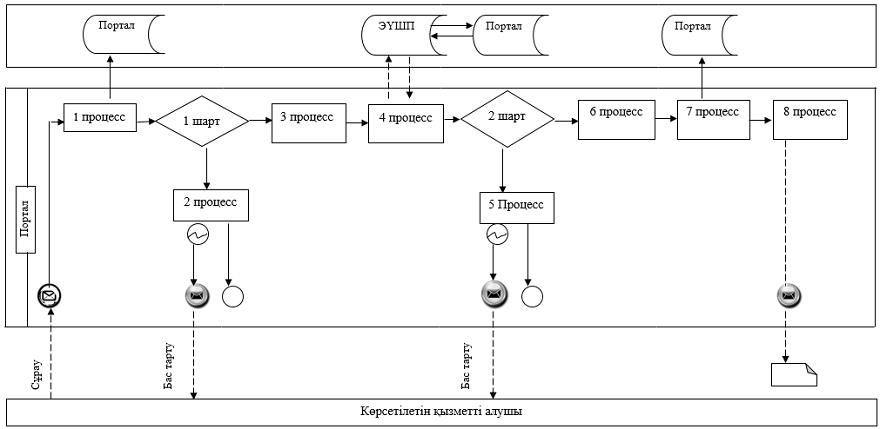 Портал
ЭҮШП
Портал
Портал
1 процесс
1 шарт
3 процесс
4 процесс
2 шарт
6 процесс
7 процесс
8 процесс
2 процесс
5 Процесс
Портал
Сұрау
Бас тарту
Бас тарту
Көрсетілетін қызметті алушы